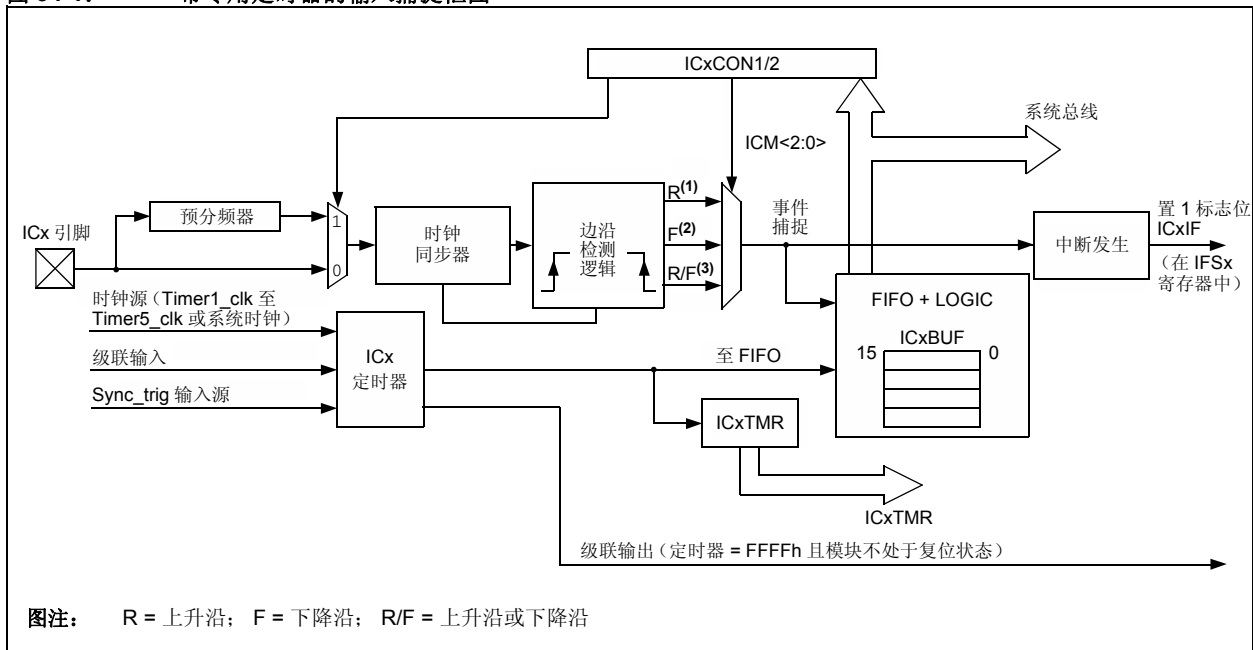 ICxCON1/2
系统总线
ICM<2:0>
预分频器
1
0
ICx 引脚
时钟
同步器
边沿
检测
逻辑
R(1)
F(2)
R/F(3)
事件
捕捉
中断发生
置 1 标志位
ICxIF
（在 IFSx
寄存器中）
时钟源（Timer1_clk 至
Timer5_clk 或系统时钟）
级联输入
Sync_trig 输入源
ICx
定时器
至 FIFO
FIFO + LOGIC
ICxBUF
15
0
ICxTMR
ICxTMR
级联输出（定时器 = FFFFh 且模块不处于复位状态）
图注： R = 上升沿； F = 下降沿； R/F = 上升沿或下降沿